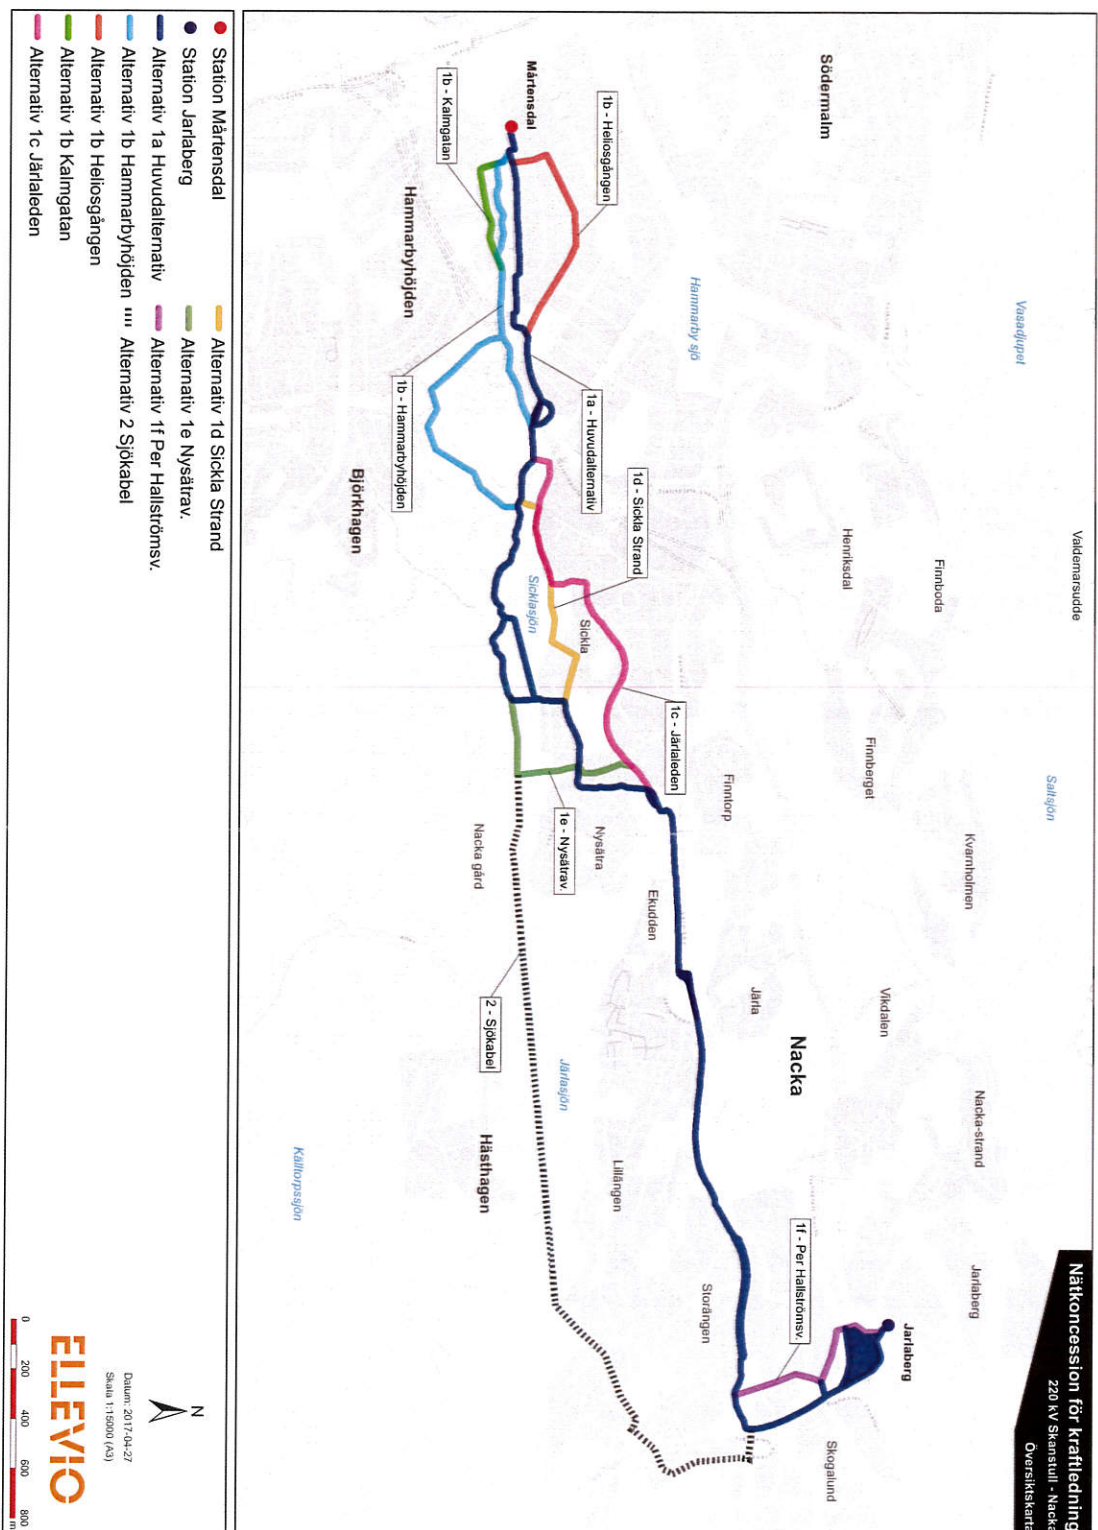 Nätkoncession för kraftledning
220 kV Skanstull - Nacka
Översiktskarta
Valdemarsudde
Vasadjupet
Saltsjön
Södermalm
Finnboda
Kvarnholmen
Nacka-strand
Jarlaberg
Henriksdal
Finnberget
Vikdalen
Jarlaberg
Hammarby sjö
Finntorp
Järla
Nacka
Skogalund
1b - Heliosgången
1d - Sickla Strand
1c - Järlaleden
Ekudden
1f - Per Hallströmsv.
Storängen
Mårtensdal
1a - Huvudalternativ
Sickla
Nysätra
Lillängen
1b - Kalmgatan
Sicklasjön
1e - Nysätrav.
Järlasjön
Hammarbyhöjden
1b - Hammarbyhöjden
Nacka gård
2 - Sjökabel
Hästhagen
Björkhagen
Källtorpssjön
Station Mårtensdal
Station Jarlaberg
Alternativ 1a Huvudalternativ
Alternativ 1b Hammarbyhöjden
Alternativ 1b Heliosgången
Alternativ 1b Kalmgatan
Alternativ 1c Järlaleden
Alternativ 1d Sickla Strand
Alternativ 1e Nysätrav.
Alternativ 1f Per Hallströmsv.
Alternativ 2 Sjökabel
N
Datum: 2017-04-27
Skala 1:15000 (A3)
ELLEVIO
0 200 400 600 800
m